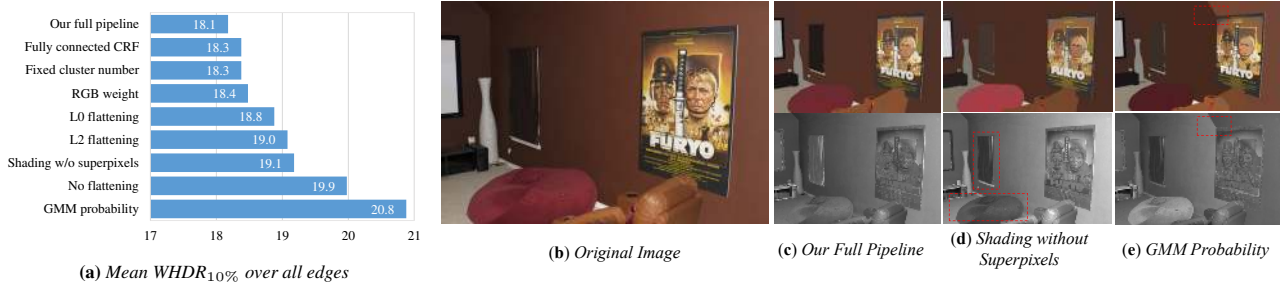 Our full pipeline
18.1
Fully connected CRF
18.3
Fixed cluster number
18.3
RGB weight
18.4
L0 flattening
18.8
L2 flattening
19.0
Shading w/o superpixels
19.1
No flattening
19.9
GMM probability
20.8
17 18 19 20 21
(a) Mean WHDR10% over all edges
FURYO
(b) Original Image
FURYO
(c) Our Full Pipeline
FURYO
(d) Shading without
Superpixels
FURYO
(e) GMM Probability